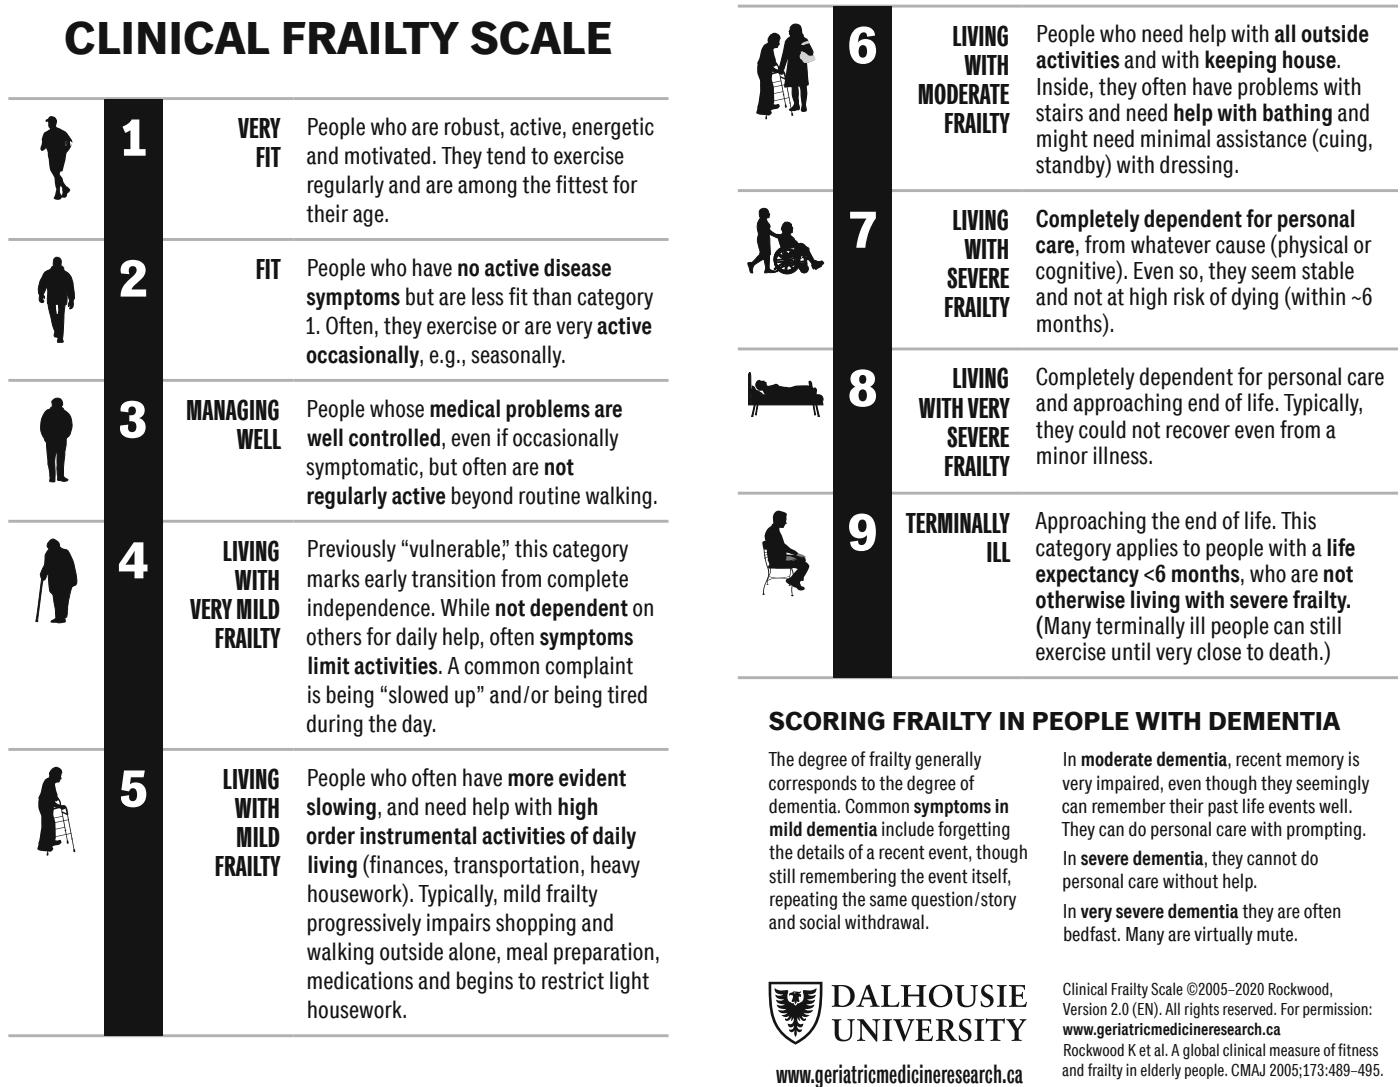 CLINICAL FRAILTY SCALE
1
VERY
FIT
People who are robust, active, energetic
and motivated. They tend to exercise
regularly and are among the fittest for
their age.
2
FIT
People who have no active disease
symptoms but are less fit than category
1. Often, they exercise or are very active
occasionally, e.g., seasonally.
3
MANAGING
WELL
People whose medical problems are
well controlled, even if occasionally
symptomatic, but often are not
regularly active beyond routine walking.
4
LIVING
WITH
VERY MILD
FRAILTY
Previously “vulnerable,” this category
marks early transition from complete
independence. While not dependent on
others for daily help, often symptoms
limit activities. A common complaint
is being “slowed up” and/or being tired
during the day.
5
LIVING
WITH
MILD
FRAILTY
People who often have more evident
slowing, and need help with high
order instrumental activities of daily
living (finances, transportation, heavy
housework). Typically, mild frailty
progressively impairs shopping and
walking outside alone, meal preparation,
medications and begins to restrict light
housework.
6
LIVING
WITH
MODERATE
FRAILTY
People who need help with all outside
activities and with keeping house.
Inside, they often have problems with
stairs and need help with bathing and
might need minimal assistance (cuing,
standby) with dressing.
7
LIVING
WITH
SEVERE
FRAILTY
Completely dependent for personal
care, from whatever cause (physical or
cognitive). Even so, they seem stable
and not at high risk of dying (within ~6
months).
8
LIVING
WITH VERY
SEVERE
FRAILTY
Completely dependent for personal care
and approaching end of life. Typically,
they could not recover even from a
minor illness.
9
TERMINALLY
ILL
Approaching the end of life. This
category applies to people with a life
expectancy <6 months, who are not
otherwise living with severe frailty.
(Many terminally ill people can still
exercise until very close to death.)
SCORING FRAILTY IN PEOPLE WITH DEMENTIA
The degree of frailty generally
corresponds to the degree of
dementia. Common symptoms in
mild dementia include forgetting
the details of a recent event, though
still remembering the event itself,
repeating the same question/story
and social withdrawal.
In moderate dementia, recent memory is
very impaired, even though they seemingly
can remember their past life events well.
They can do personal care with prompting.
In severe dementia, they cannot do
personal care without help.
In very severe dementia they are often
bedfast. Many are virtually mute.
DALHOUSIE
UNIVERSITY
www.geriatricmedicineresearch.ca
Clinical Frailty Scale ©2005–2020 Rockwood,
Version 2.0 (EN). All rights reserved. For permission:
www.geriatricmedicineresearch.ca
Rockwood K et al. A global clinical measure of fitness
and frailty in elderly people. CMAJ 2005;173:489–495.